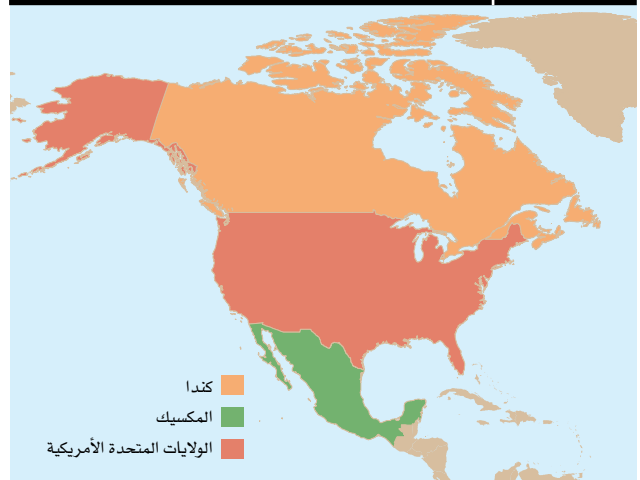 كندا
المكسيك
الولايات المتحدة الأمريكية